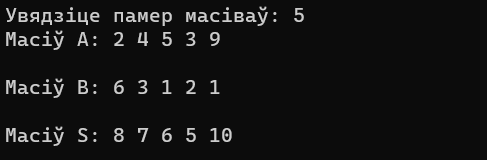 Увядзіце памер масіваў: 5
Масіў A: 2 4 5 3 9
Масіў B: 6 3 1 2 1
Масіў S: 8 7 6 5 10